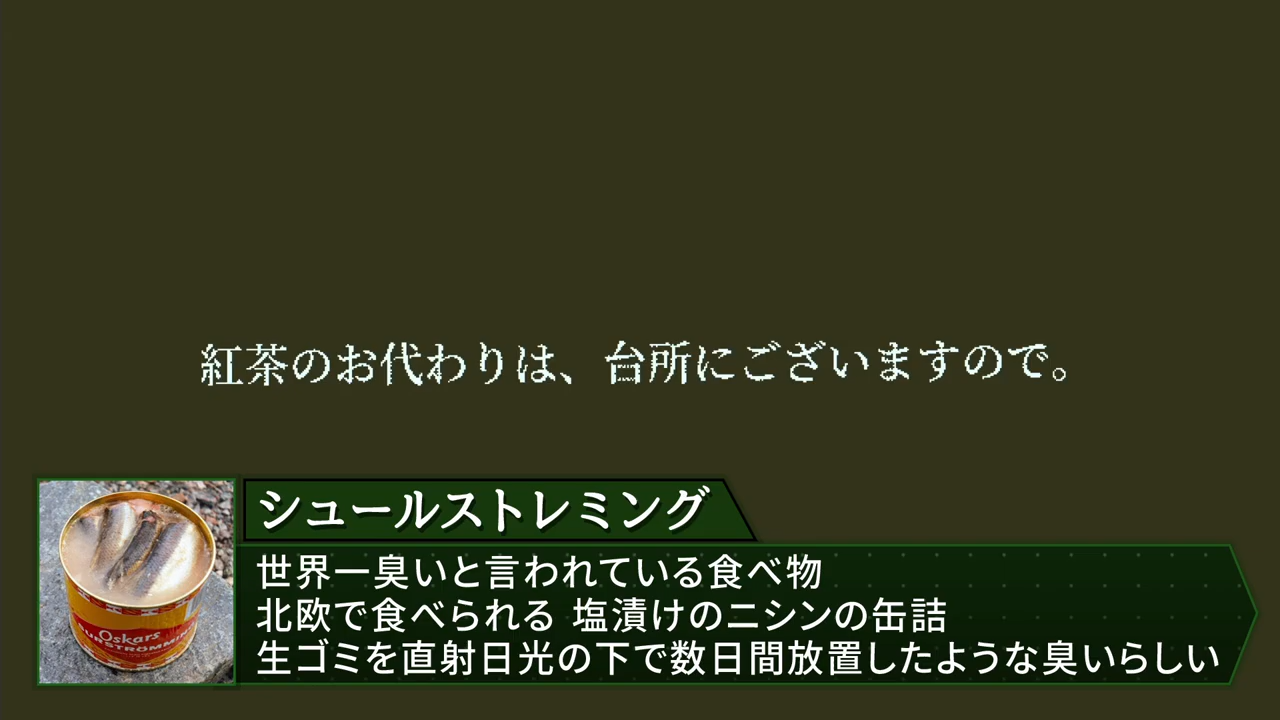 紅茶のお代わりは、台所にございますので。
シュールストレミング
世界一臭いと言われている食べ物
北欧で食べられる 塩漬けのニシンの缶詰
生ゴミを直射日光の下で数日間放置したような臭いらしい
Oskars
SURSTRÖMMING